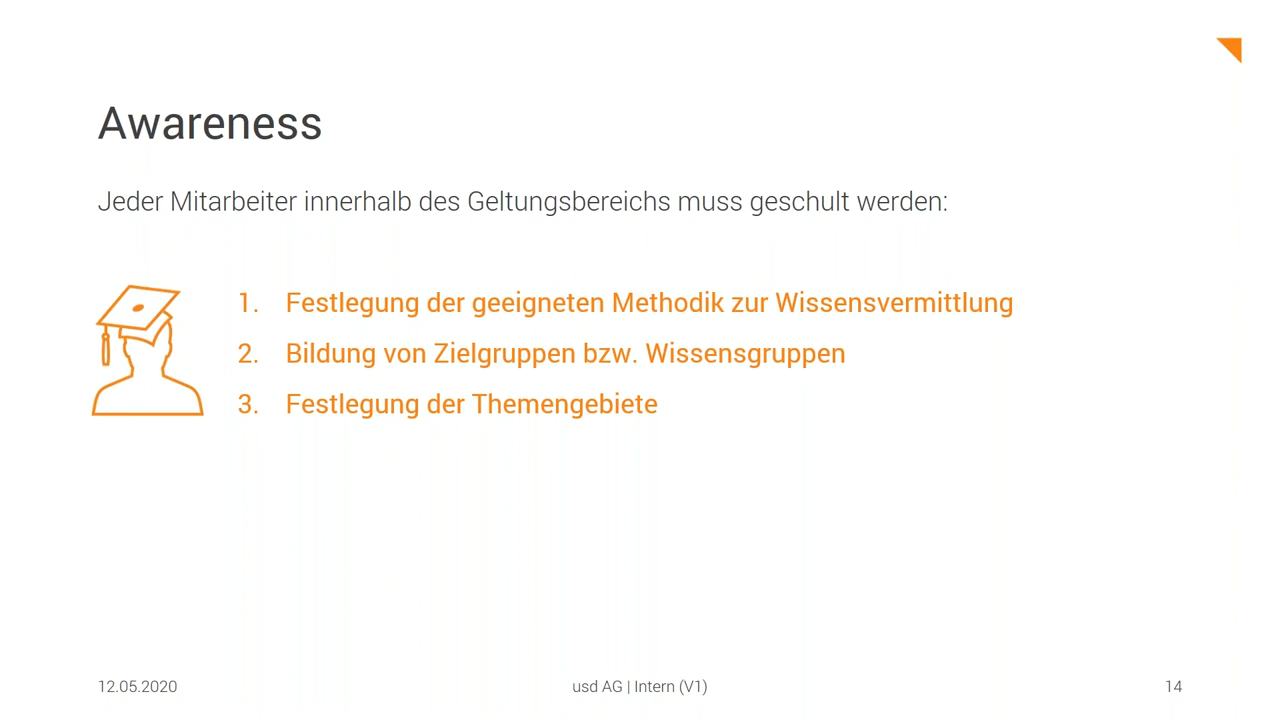 Awareness
Jeder Mitarbeiter innerhalb des Geltungsbereichs muss geschult werden:
1. Festlegung der geeigneten Methodik zur Wissensvermittlung
2. Bildung von Zielgruppen bzw. Wissensgruppen
3. Festlegung der Themengebiete
12.05.2020
usd AG | Intern (V1)
14